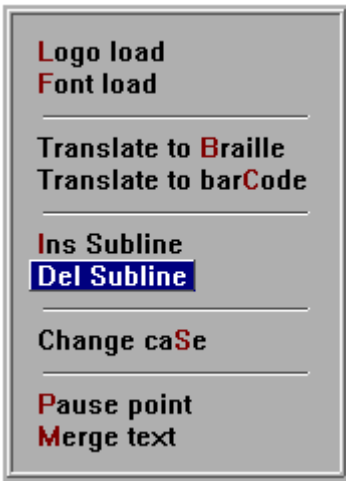 Logo load
Font load
Translate to Braille
Translate to barCode
Ins Subline
Del Subline
Change caSe
Pause point
Merge text